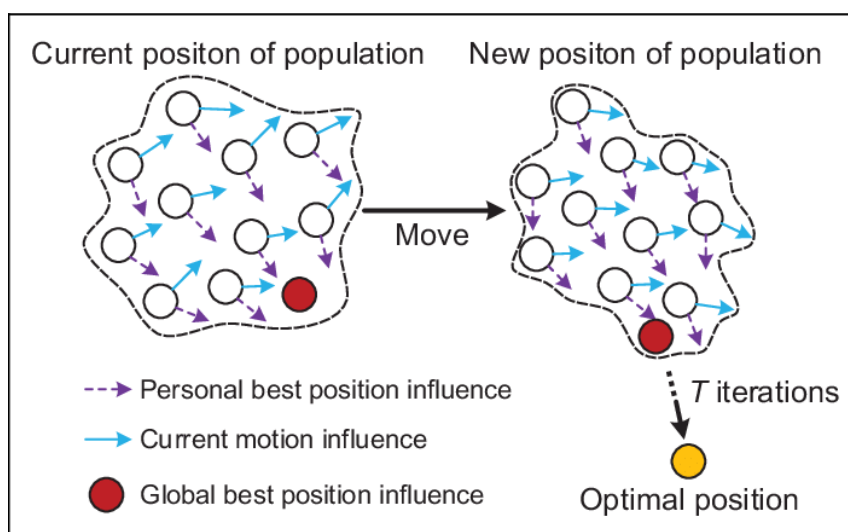 Current positon of population
New positon of population
Move
Personal best position influence
Current motion influence
Global best position influence
T iterations
Optimal position